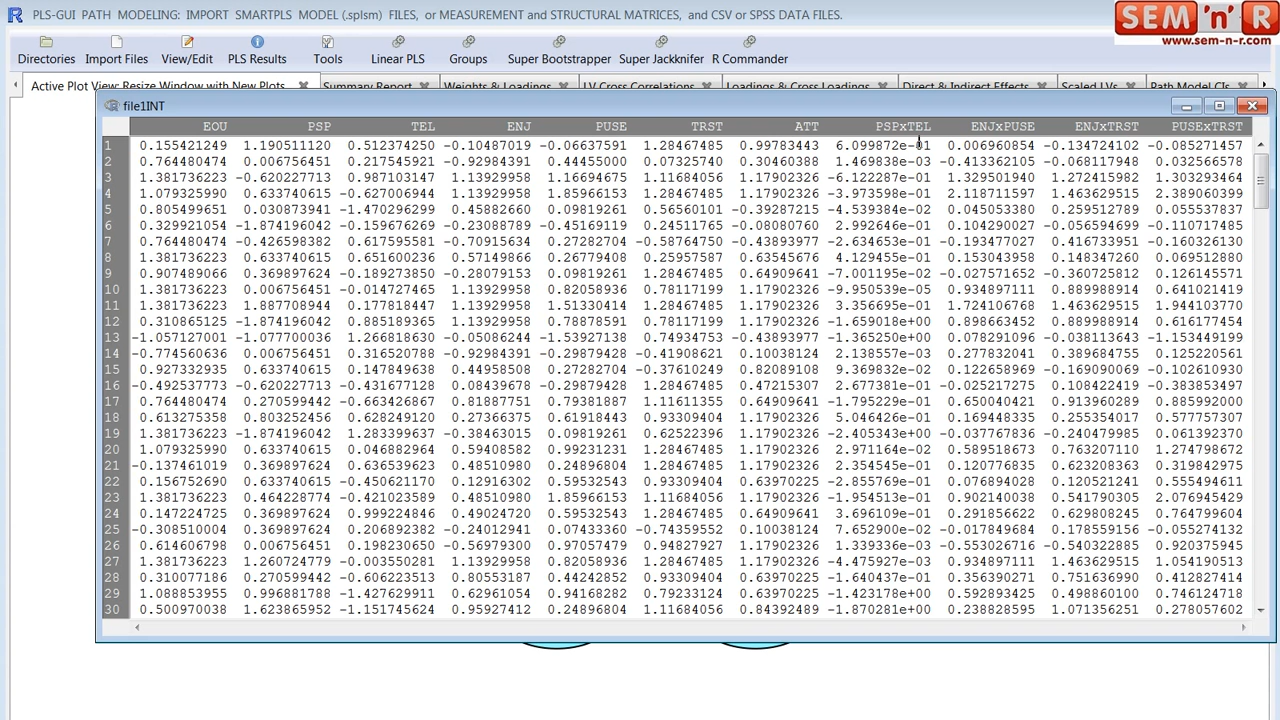 PLS-GUI PATH MODELING: IMPORT SMARTPLS MODEL (.splsm) FILES, or MEASUREMENT and STRUCTURAL MATRICES, and CSV or SPSS DATA FILES.
SEM 'n' R
www.sem-n-r.com
Directories Import Files View/Edit PLS Results Tools Linear PLS Groups Super Bootstrapper Super Jackknifer R Commander
Active Plot View: Resize Window with New Plots Summary Report Weights & Loadings LV Cross Correlations Loadings & Cross Loadings Direct & Indirect Effects Scaled LVs Path Model CIs
file1INT
EOU PSP TEL ENJ PUSE TRST ATT PSPxTEL ENJxPUSE ENJxTRST PUSExTRST
1 0.155421249 1.190511120 0.512374250 -0.10487019 -0.06637591 1.28467485 0.99783443 6.099872e-01 0.006960854 -0.134724102 -0.085271457
2 0.764480474 0.006756451 0.217545921 -0.92984391 0.44455000 0.07325740 0.30460358 1.469838e-03 -0.413362105 -0.068117948 0.032566658
3 1.381736223 -0.620227713 0.987103147 1.13929958 1.16694675 1.11684056 1.17902326 -6.122287e-01 1.329501940 1.272415982 1.303293464
4 1.079325990 0.633740615 -0.627006944 1.13929958 1.85966153 1.28467485 1.17902326 -3.973598e-01 2.118711597 1.463629515 2.389060399
5 0.805499651 0.030873941 -1.470296299 0.45882660 0.09819261 0.56560101 -0.39287215 -4.539384e-02 0.045053380 0.259512789 0.055537837
6 0.329921054 -1.874196042 -0.159676269 -0.23088789 -0.45169119 0.24511765 -0.08080760 2.992646e-01 0.104290027 -0.056594699 -0.110717485
7 0.764480474 -0.426598382 0.617595581 -0.70915634 0.27282704 -0.58764750 -0.43893977 -2.634653e-01 -0.193477027 0.416733951 -0.160326130
8 1.381736223 0.633740615 0.651600236 0.57149866 0.26779408 0.25957587 0.63545676 4.129455e-01 0.153043958 0.148347260 0.069512880
9 0.907489066 0.369897624 -0.189273850 -0.28079153 0.09819261 1.28467485 0.64909641 -7.001195e-02 -0.027571652 -0.360725812 0.126145571
10 1.381736223 0.006756451 -0.014727465 1.13929958 0.82058936 0.78117199 1.17902326 -9.950539e-05 0.934897111 0.889988914 0.641021419
11 1.381736223 1.887708944 0.177818447 1.13929958 1.51330414 1.28467485 1.17902326 3.356695e-01 1.724106768 1.463629515 1.944103770
12 0.310865125 -1.874196042 0.885189365 1.13929958 0.78878591 0.78117199 1.17902326 -1.659018e+00 0.898663452 0.889988914 0.616177454
13 -1.057127001 -1.077700036 1.266818630 -0.05086244 -1.53927138 0.74934753 -0.43893977 -1.365250e+00 0.078291096 -0.038113643 -1.153449199
14 -0.774560636 0.006756451 0.316520788 -0.92984391 -0.29879428 -0.41908621 0.10038124 2.138557e-03 0.277832041 0.389684755 0.125220561
15 0.927332935 0.633740615 0.147849638 0.44958508 0.27282704 -0.37610249 0.82089108 9.369832e-02 0.122658969 -0.169090069 -0.102610930
16 -0.492537773 -0.620227713 -0.431677128 0.08439678 -0.29879428 1.28467485 0.47215397 2.677381e-01 -0.025217275 0.108422419 -0.383853497
17 0.764480474 0.270599442 -0.663426867 0.81887751 0.79381887 1.11611355 0.64909641 -1.795229e-01 0.650040421 0.913960289 0.885992000
18 0.613275358 0.803252456 0.628249120 0.27366375 0.61918443 0.93309404 1.17902326 5.046426e-01 0.169448335 0.255354017 0.577757307
19 1.381736223 -1.874196042 1.283399637 -0.38463015 0.09819261 0.62522396 1.17902326 -2.405343e+00 -0.037767836 -0.240479985 0.061392370
20 1.079325990 0.633740615 0.046882964 0.59408582 0.99231231 1.28467485 1.17902326 2.971164e-02 0.589518673 0.763207110 1.274798672
21 -0.137461019 0.369897624 0.636539623 0.48510980 0.24896804 1.28467485 1.17902326 2.354545e-01 0.120776835 0.623208363 0.319842975
22 0.156752690 0.633740615 -0.450621170 0.12916302 0.59532543 0.93309404 0.63970225 -2.855769e-01 0.076894028 0.120521241 0.555494611
23 1.381736223 0.464228774 -0.421023589 0.48510980 1.85966153 1.11684056 1.17902326 -1.954513e-01 0.902140038 0.541790305 2.076945429
24 0.147224725 0.369897624 0.999224846 0.49024720 0.59532543 1.28467485 1.17902326 3.696101e-01 0.291856622 0.629808245 0.764799604
25 -0.308510004 0.369897624 0.206892382 -0.24012941 0.07433360 -0.74359552 0.10038124 7.652900e-02 -0.017849684 0.178559156 -0.055274132
26 0.614606798 0.006756451 0.198230650 -0.56979300 0.97057479 0.94827927 1.17902326 1.339336e-03 -0.553026716 -0.540322885 0.920375945
27 1.381736223 1.260724779 -0.003550281 1.13929958 0.82058936 1.28467485 1.17902326 -4.475927e-03 0.934897111 1.463629515 1.054190513
28 0.310077186 0.270599442 -0.606223513 0.80553187 0.44242852 0.93309404 0.63970225 -1.640437e-01 0.356390271 0.751636990 0.412827414
29 1.088853955 0.996881788 -1.427629911 0.62961054 0.94168282 0.79233124 0.63970225 -1.423178e+00 0.592893425 0.498860100 0.746124718
30 0.500970038 1.623865952 -1.151745624 0.95927412 0.24896804 1.11684056 0.84392489 -1.870281e+00 0.238828595 1.071356251 0.278057602